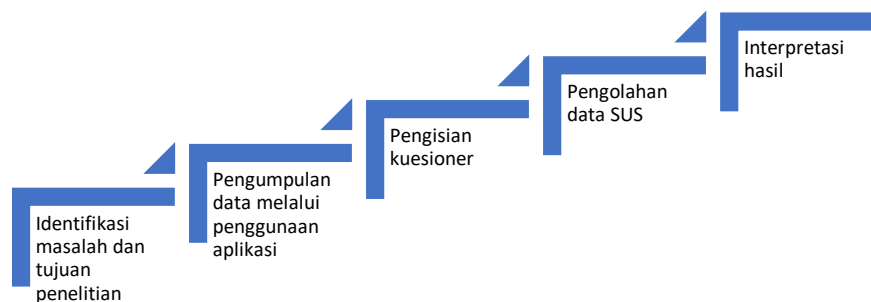 Identifikasi
masalah dan
tujuan
penelitian
Pengumpulan
data melalui
penggunaan
aplikasi
Pengisian
kuesioner
Pengolahan
data SUS
Interpretasi
hasil